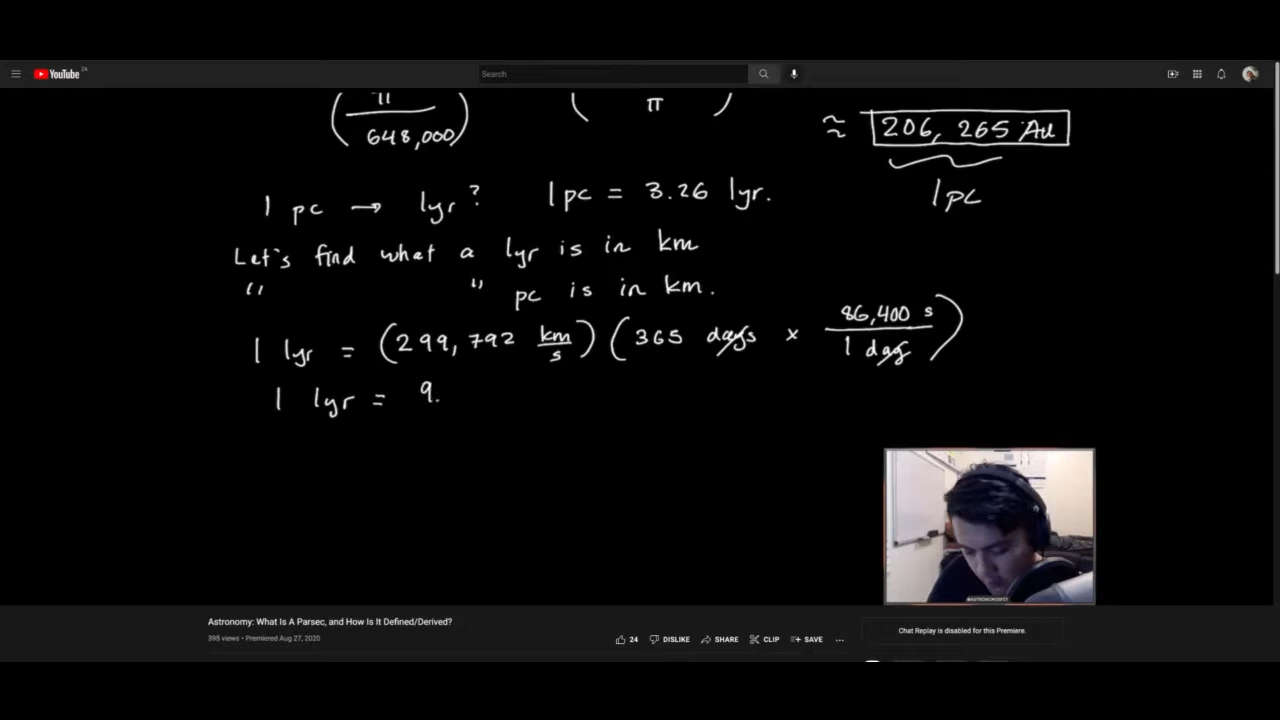 YouTube ZA
Search
π
648,000
π
≈ 206, 265 Au
1 pc
1 pc → lyr? 1pc = 3.26 lyr.
Let's find what a lyr is in km
" " pc is in km.
1 lyr = (299,792 km/s) (365 days × 86,400 s / 1 day)
1 lyr = 9.
@ASTRONOMOSFIT
Astronomy: What Is A Parsec, and How Is It Defined/Derived?
395 views • Premiered Aug 27, 2020
24 DISLIKE SHARE CLIP SAVE ...
Chat Replay is disabled for this Premiere.